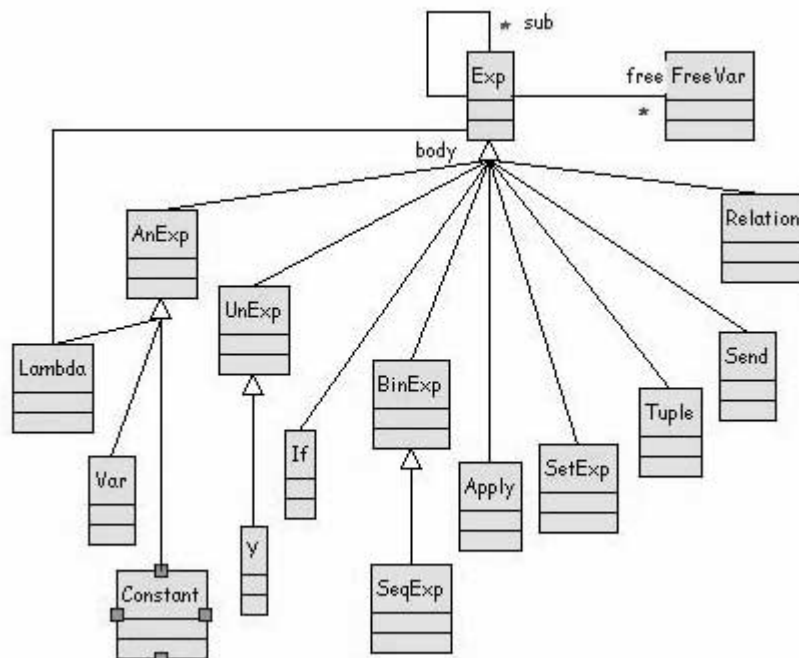 * sub
Exp
free
FreeVar
*
body
AnExp
Relation
UnExp
Lambda
BinExp
Send
Tuple
If
Var
Apply
SetExp
Y
Constant
SeqExp